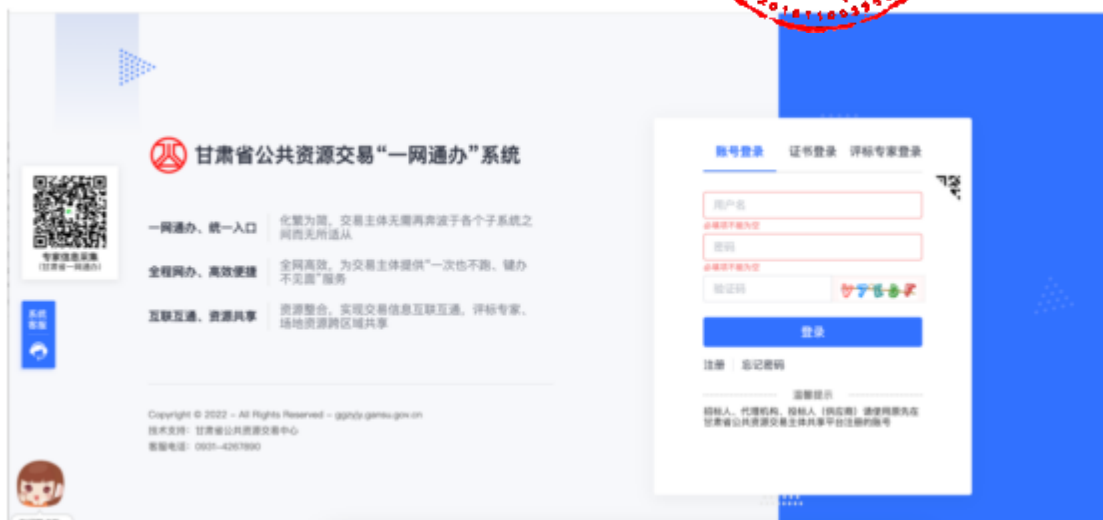 甘肃省公共资源交易“一网通办”系统
一网通办、统一入口
化繁为简，交易主体无需再奔波于各个子系统之
间而无所适从
全程网办、高效便捷
全网高效，为交易主体提供“一次也不跑、键办
不见面”服务
互联互通、资源共享
资源整合，实现交易信息互联互通，评标专家、
场地资源跨区域共享
Copyright © 2022 - All Rights Reserved - ggzyjy.gansu.gov.cn
技术支持：甘肃省公共资源交易中心
客服电话：0931-4267890
专家信息采集
(甘肃省一网通办)
系统
客服
账号登录 证书登录 评标专家登录
用户名
必填项不能为空
密码
必填项不能为空
验证码
登录
注册 忘记密码
温馨提示
招标人、代理机构、投标人（供应商）请使用原先在
甘肃省公共资源交易主体共享平台注册的账号